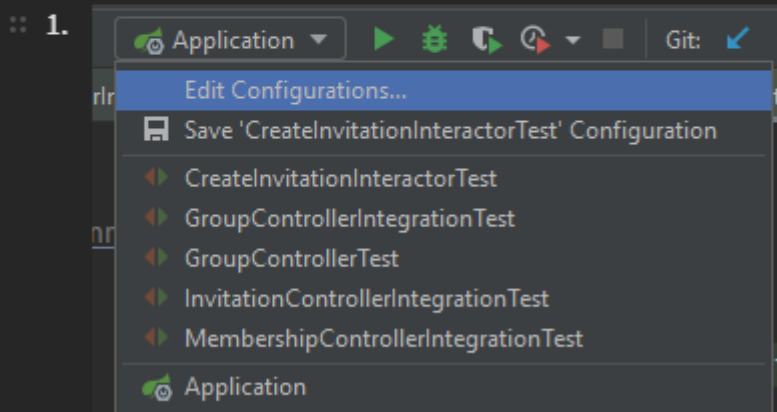 1.
Application
Git:
Edit Configurations...
Save 'CreateInvitationInteractorTest' Configuration
CreateInvitationInteractorTest
GroupControllerIntegrationTest
GroupControllerTest
InvitationControllerIntegrationTest
MembershipControllerIntegrationTest
Application